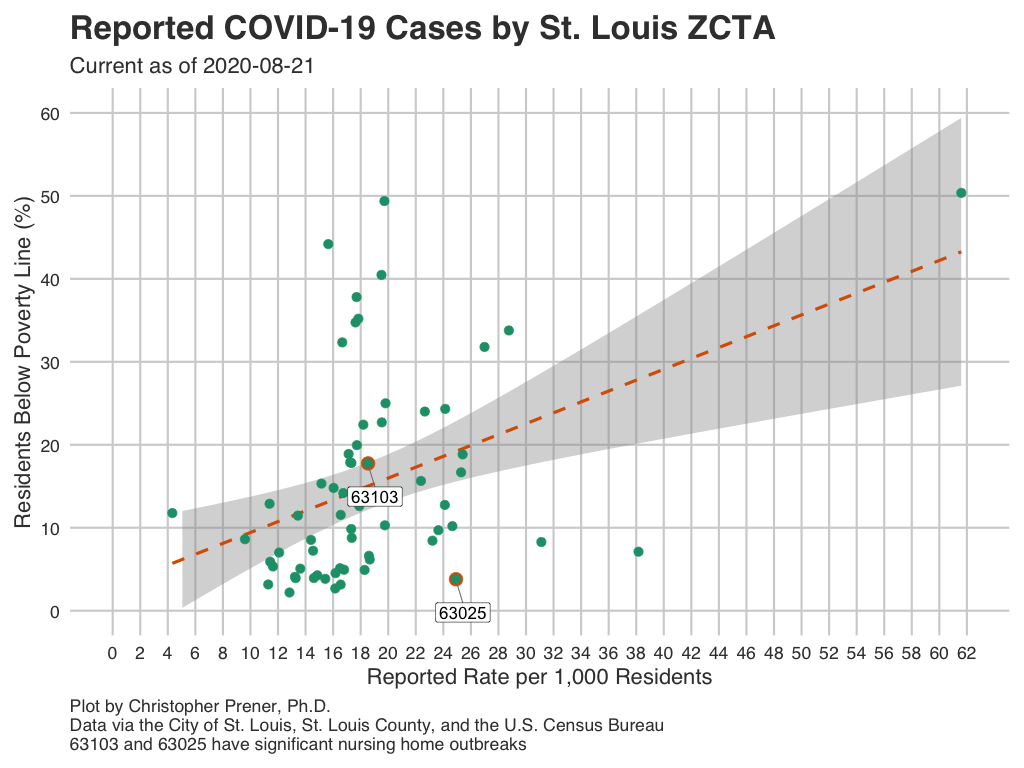 Reported COVID-19 Cases by St. Louis ZCTA
Current as of 2020-08-21
60
50
40
30
20
10
0
Residents Below Poverty Line (%)
63103
63025
0 2 4 6 8 10 12 14 16 18 20 22 24 26 28 30 32 34 36 38 40 42 44 46 48 50 52 54 56 58 60 62
Reported Rate per 1,000 Residents
Plot by Christopher Prener, Ph.D.
Data via the City of St. Louis, St. Louis County, and the U.S. Census Bureau
63103 and 63025 have significant nursing home outbreaks